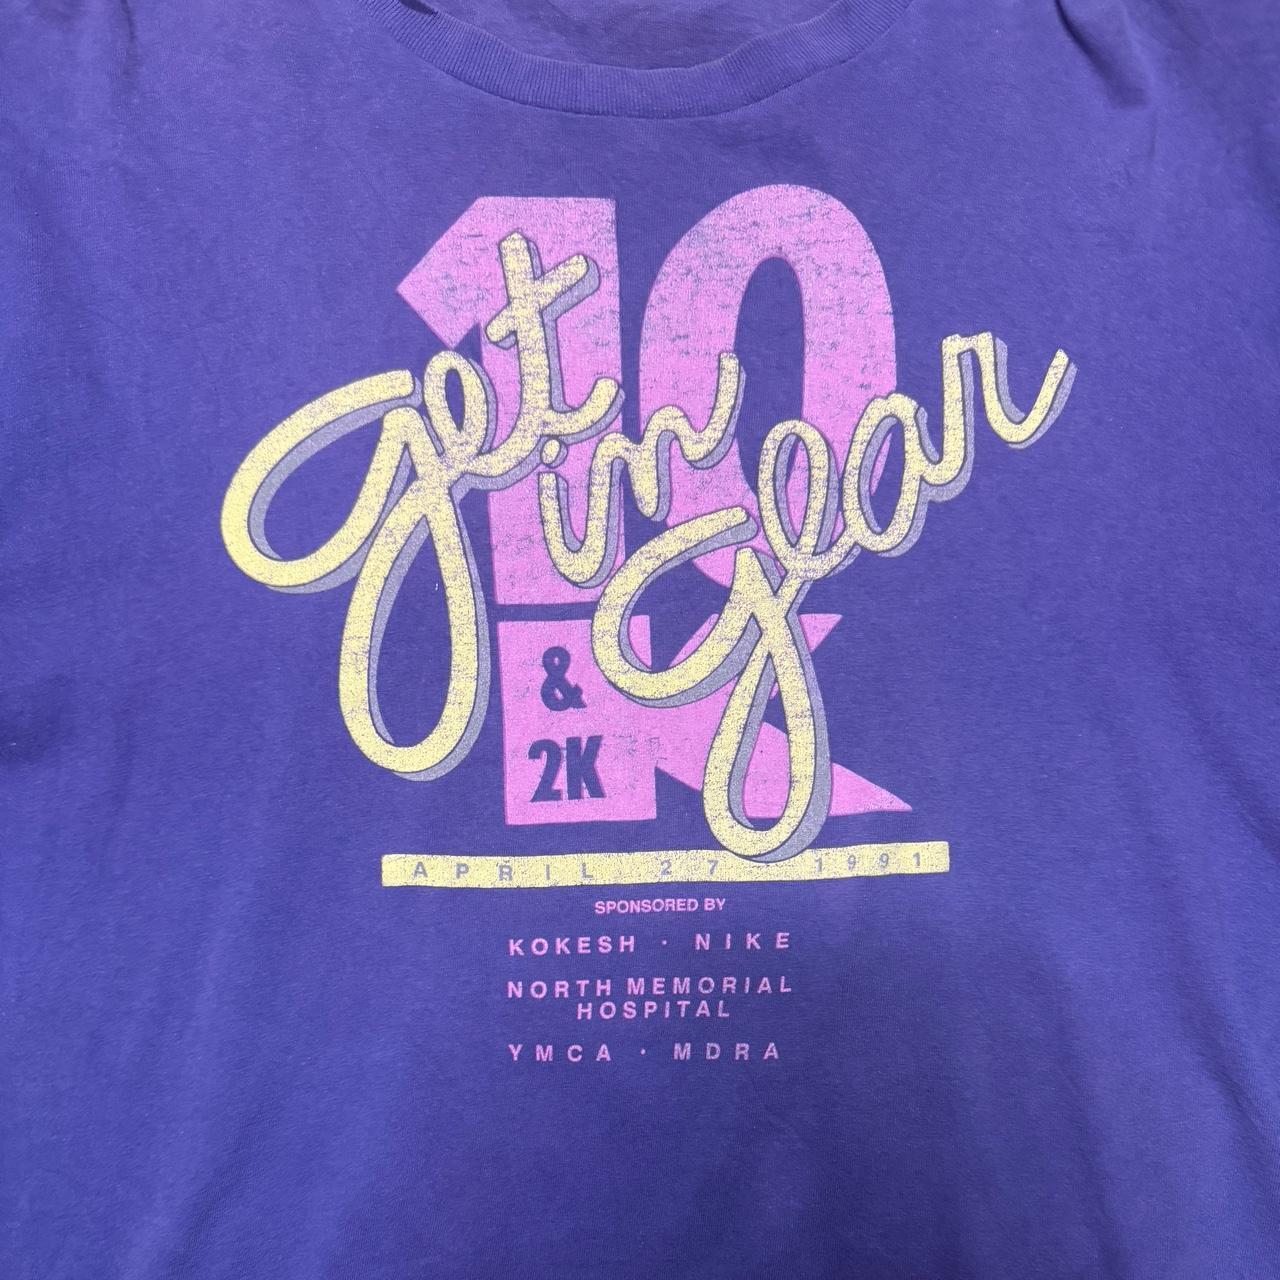 10
get in gear
K
&
2K
APRIL 27 1991
SPONSORED BY
KOKESH · NIKE
NORTH MEMORIAL
HOSPITAL
YMCA · MDRA